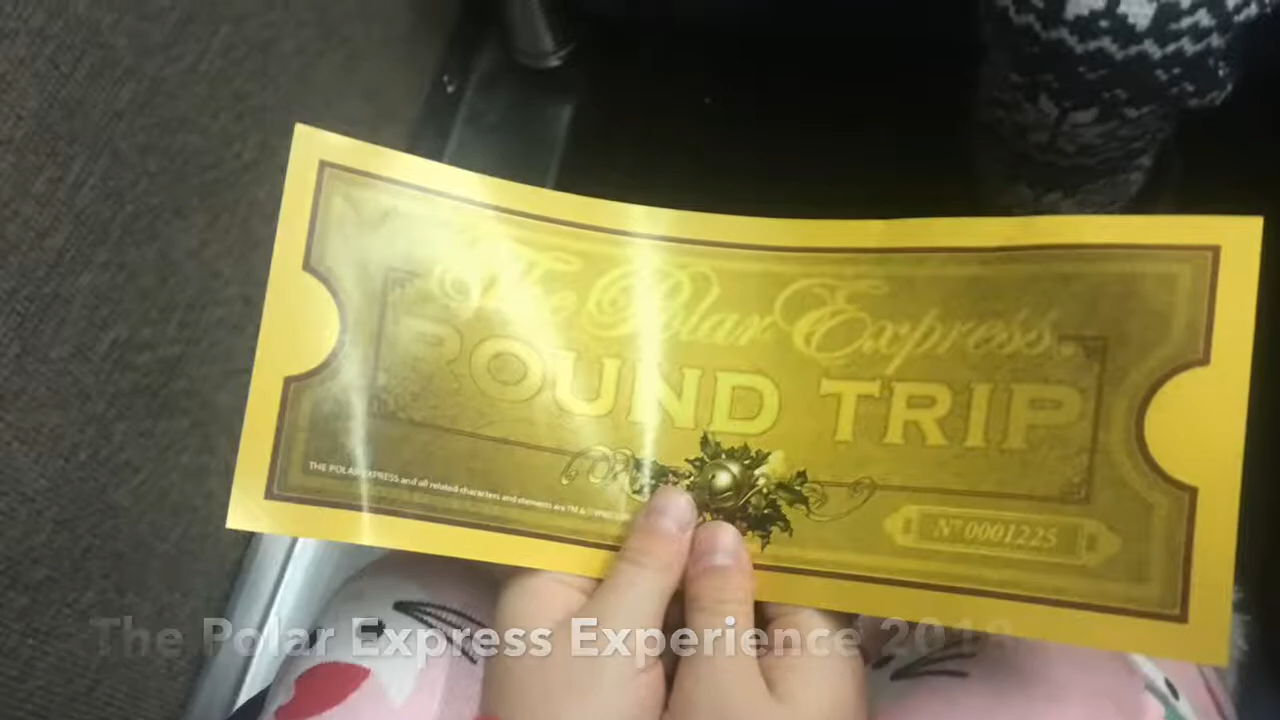 The Polar Express
ROUND TRIP
THE POLAR EXPRESS and all related characters and elements are TM &
Nº 0001225
The Polar Express Experience